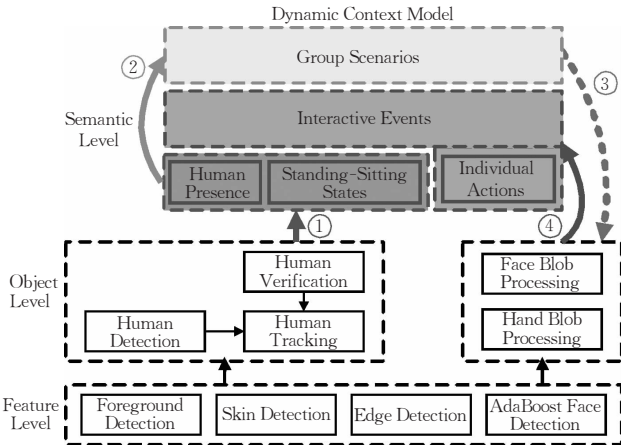 Dynamic Context Model
②
Group Scenarios
③
Semantic
Level
Interactive Events
Human
Presence
Standing-Sitting
States
Individual
Actions
①
④
Object
Level
Human
Verification
Human
Detection
Human
Tracking
Face Blob
Processing
Hand Blob
Processing
Feature
Level
Foreground
Detection
Skin Detection
Edge Detection
AdaBoost Face
Detection